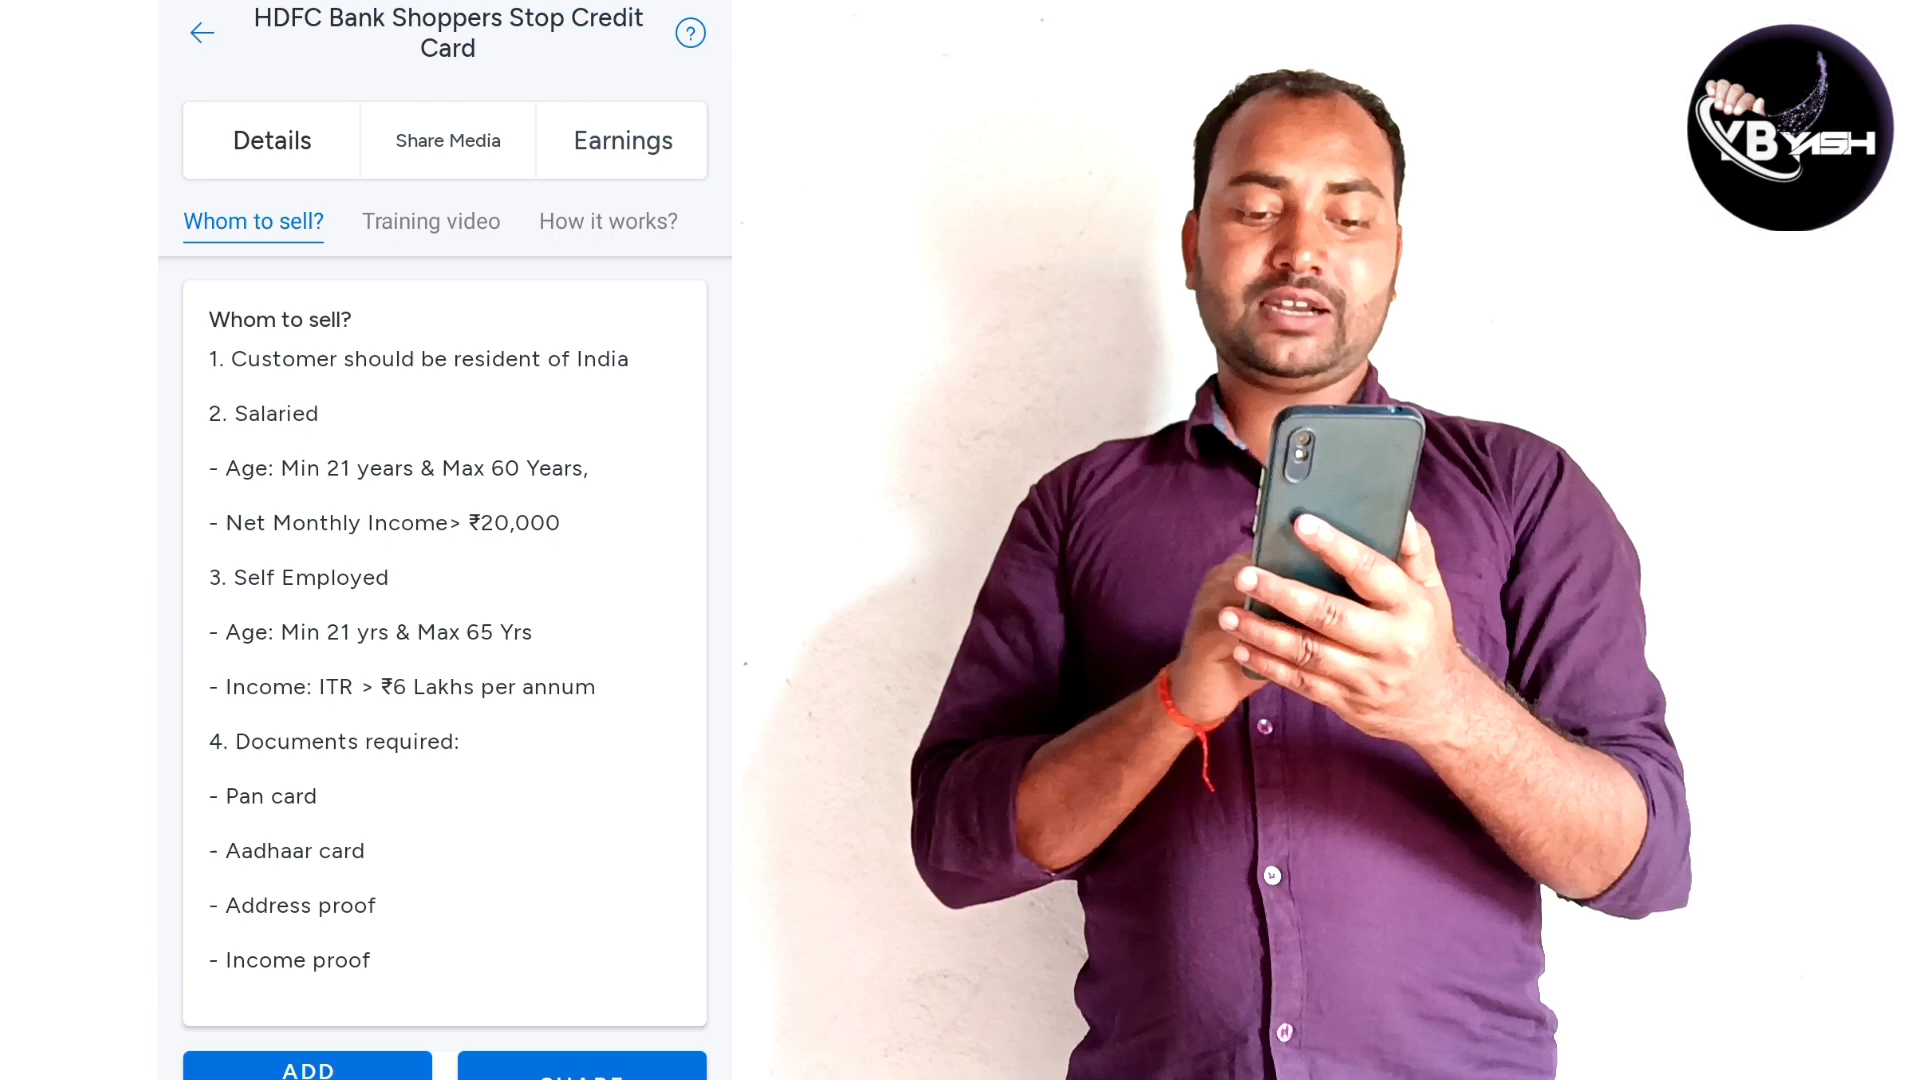 HDFC Bank Shoppers Stop Credit
Card
?
Details
Share Media
Earnings
Whom to sell?
Training video
How it works?
Whom to sell?
1. Customer should be resident of India
2. Salaried
- Age: Min 21 years & Max 60 Years,
- Net Monthly Income> ₹20,000
3. Self Employed
- Age: Min 21 yrs & Max 65 Yrs
- Income: ITR > ₹6 Lakhs per annum
4. Documents required:
- Pan card
- Aadhaar card
- Address proof
- Income proof
ADD
SHARE
YB YASH